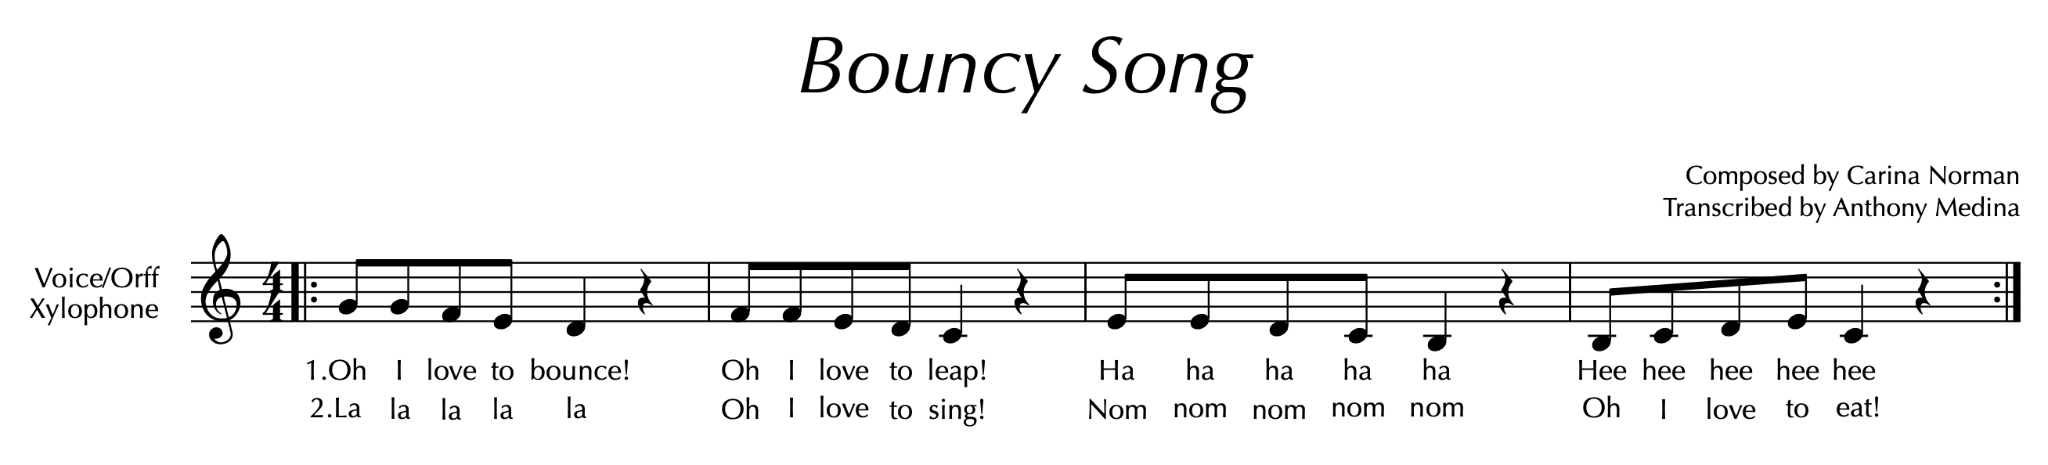 Bouncy Song
Composed by Carina Norman
Transcribed by Anthony Medina
Voice/Orff
Xylophone
4
4
1.Oh I love to bounce! Oh I love to leap! Ha ha ha ha ha Hee hee hee hee hee
2.La la la la la Oh I love to sing! Nom nom nom nom nom Oh I love to eat!